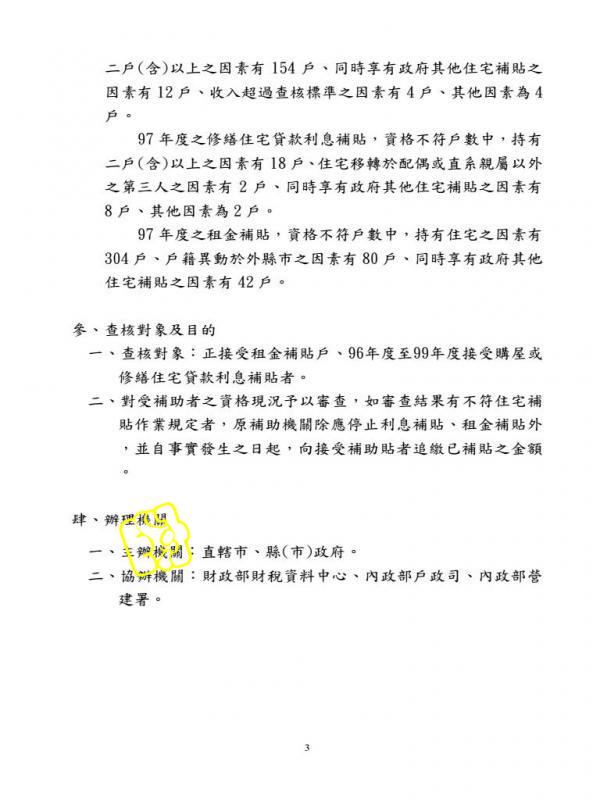 二戶(含)以上之因素有 154 戶、同時享有政府其他住宅補貼之
因素有 12 戶、收入超過查核標準之因素有 4 戶、其他因素為 4
戶。
97 年度之修繕住宅貸款利息補貼，資格不符戶數中，持有
二戶(含)以上之因素有 18 戶、住宅移轉於配偶或直系親屬以外
之第三人之因素有 2 戶、同時享有政府其他住宅補貼之因素有
8 戶、其他因素為 2 戶。
97 年度之租金補貼，資格不符戶數中，持有住宅之因素有
304 戶、戶籍異動於外縣市之因素有 80 戶、同時享有政府其他
住宅補貼之因素有 42 戶。
參、查核對象及目的
一、查核對象：正接受租金補貼戶、96年度至99年度接受購屋或
修繕住宅貸款利息補貼者。
二、對受補助者之資格現況予以審查，如審查結果有不符住宅補
貼作業規定者，原補助機關除應停止利息補貼、租金補貼外
，並自事實發生之日起，向接受補助貼者追繳已補貼之金額
。
肆、辦理機關
一、主辦機關：直轄市、縣(市)政府。
二、協辦機關：財政部財稅資料中心、內政部戶政司、內政部營
建署。
3